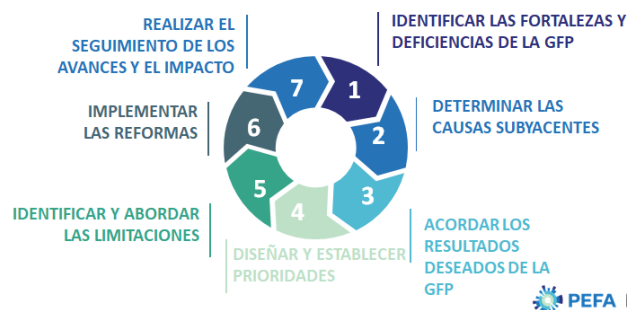 IDENTIFICAR LAS FORTALEZAS Y
DEFICIENCIAS DE LA GFP
DETERMINAR LAS
CAUSAS SUBYACENTES
ACORDAR LOS
RESULTADOS
DESEADOS DE LA
GFP
DISEÑAR Y ESTABLECER
PRIORIDADES
IDENTIFICAR Y ABORDAR
LAS LIMITACIONES
IMPLEMENTAR
LAS REFORMAS
REALIZAR EL
SEGUIMIENTO DE LOS
AVANCES Y EL IMPACTO
1
2
3
4
5
6
7
PEFA